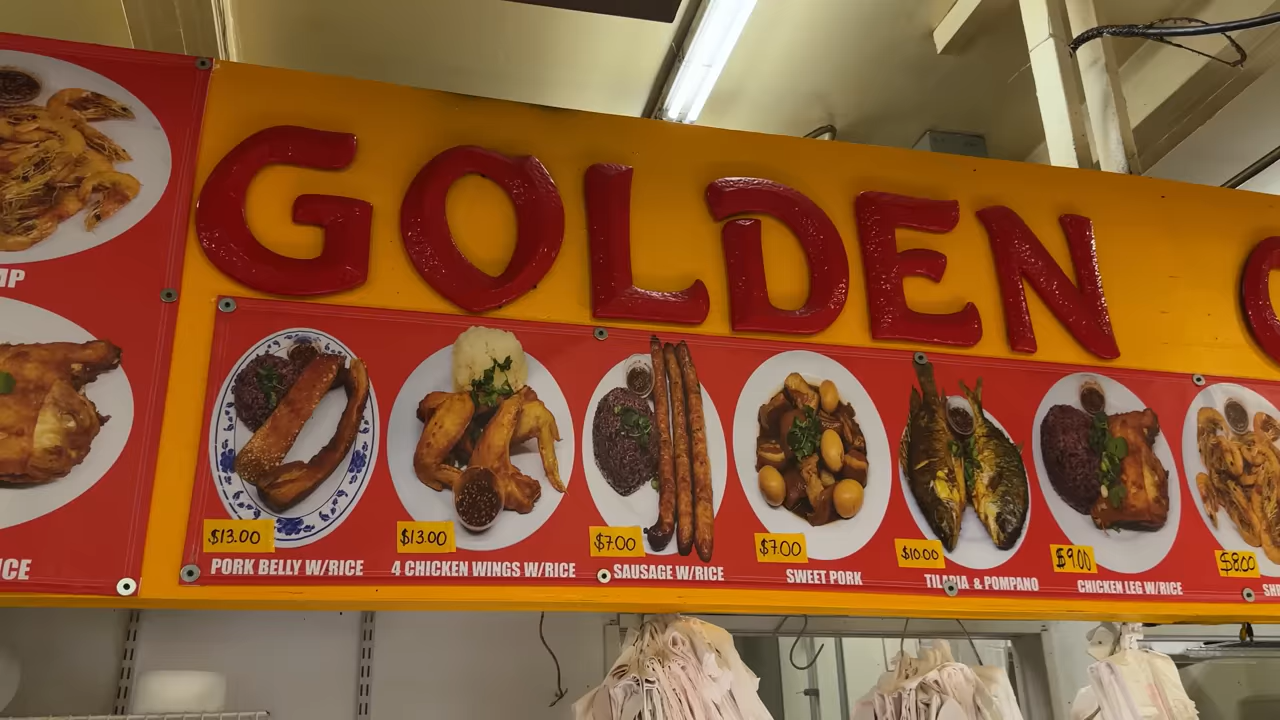 GOLDEN
$13.00
$13.00
$7.00
$7.00
$10.00
$9.00
$8.00
PORK BELLY W/RICE
4 CHICKEN WINGS W/RICE
SAUSAGE W/RICE
SWEET PORK
TILAPIA & POMPANO
CHICKEN LEG W/RICE